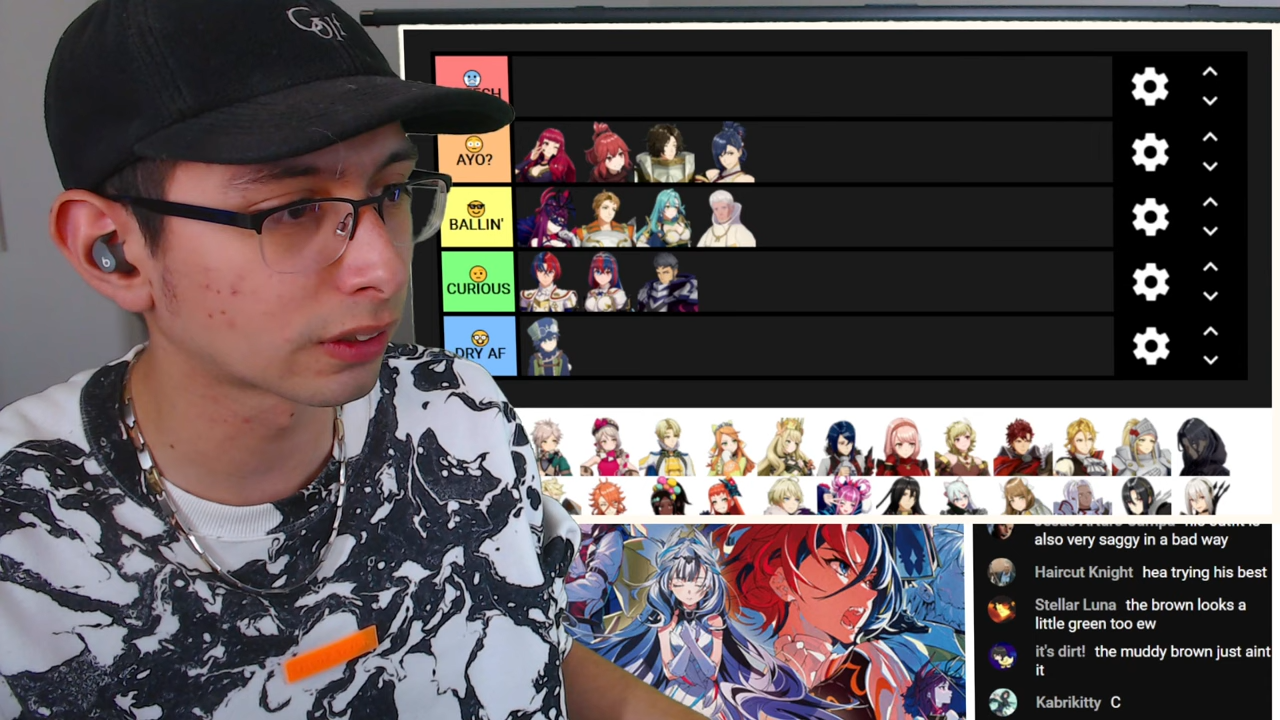 Golf
AYO?
BALLIN'
CURIOUS
DRY AF
also very saggy in a bad way
Haircut Knight hea trying his best
Stellar Luna the brown looks a
little green too ew
it's dirt! the muddy brown just aint
it
Kabrikitty C